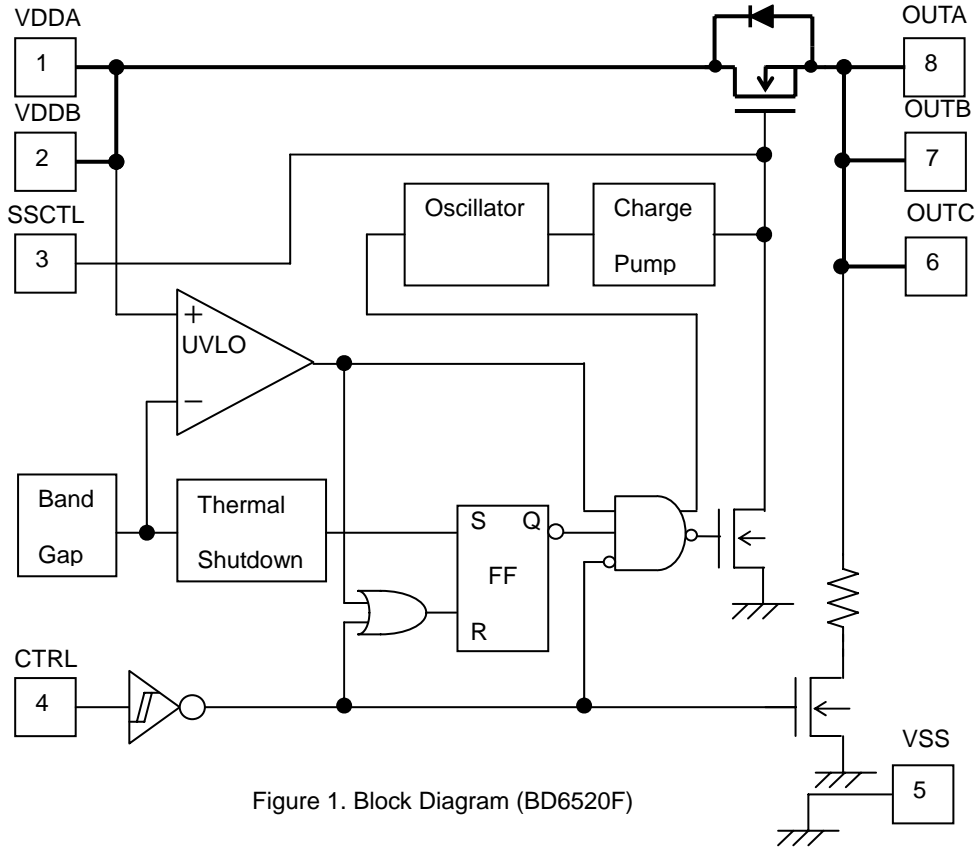 VDDA
1
OUTA
8
VDDB
2
OUTB
7
SSCTL
3
OUTC
6
Oscillator
Charge
Pump
+
UVLO
−
Band
Gap
Thermal
Shutdown
S Q
FF
R
CTRL
4
VSS
5
Figure 1. Block Diagram (BD6520F)